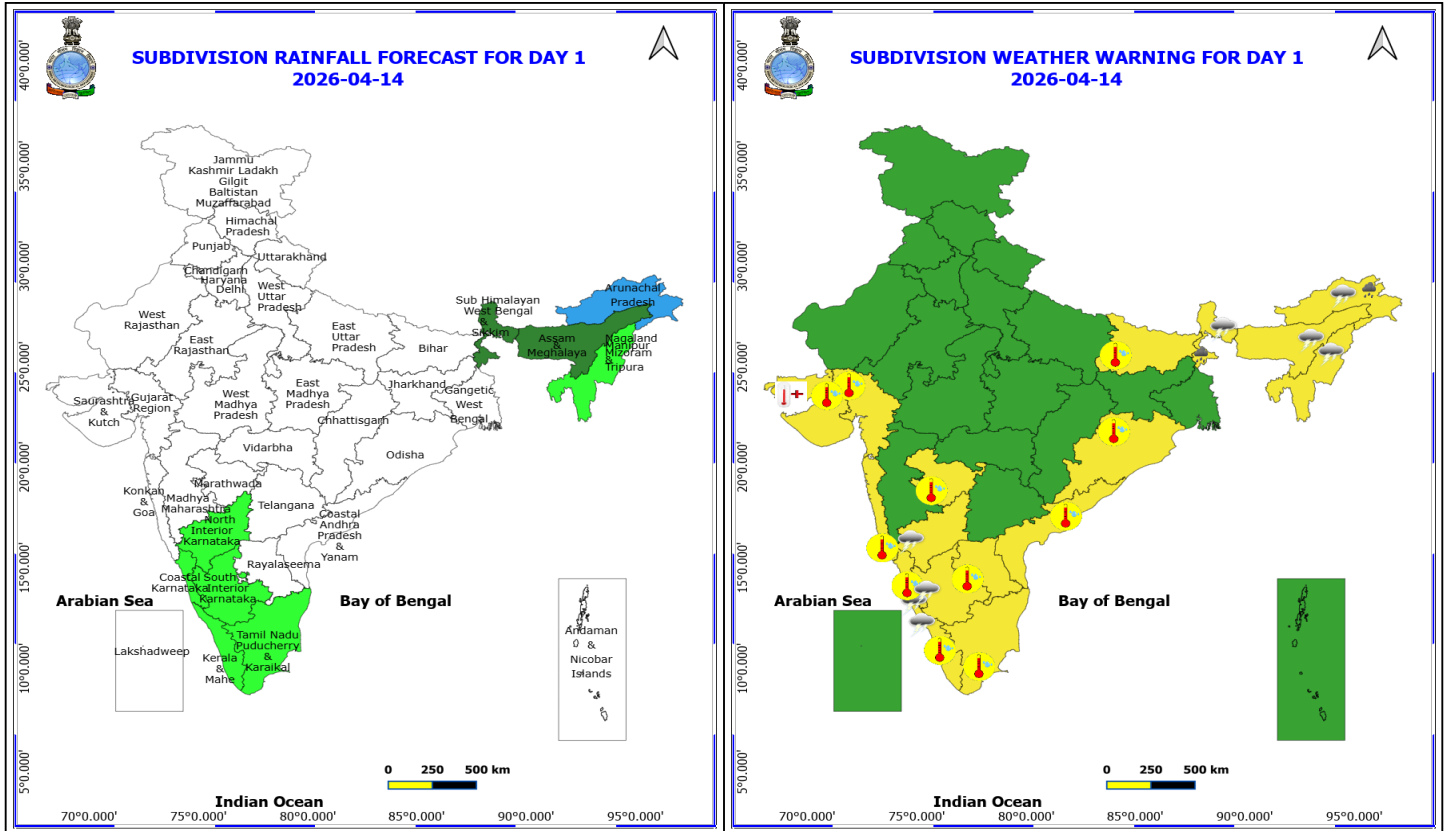 SUBDIVISION RAINFALL FORECAST FOR DAY 1
2026-04-14
40°0.000'
35°0.000'
30°0.000'
25°0.000'
20°0.000'
15°0.000'
10°0.000'
5°0.000'
Jammu
Kashmir Ladakh
Gilgit
Baltistan
Muzaffarabad
Himachal
Pradesh
Punjab
Uttarakhand
Chandigarh
Haryana
Delhi
West
Uttar
Pradesh
West
Rajasthan
East
Rajasthan
East
Uttar
Pradesh
Bihar
Sub Himalayan
West Bengal
&
Sikkim
Arunachal
Pradesh
Assam
&
Meghalaya
Nagaland
Manipur
Mizoram
&
Tripura
Saurashtra
&
Kutch
Gujarat
Region
West
Madhya
Pradesh
East
Madhya
Pradesh
Jharkhand
Gangetic
West
Bengal
Chhattisgarh
Vidarbha
Odisha
Konkan
&
Goa
Madhya
Maharashtra
Marathwada
Telangana
North
Interior
Karnataka
Coastal
Andhra
Pradesh
&
Yanam
Rayalaseema
Coastal
Karnataka
South
Interior
Karnataka
Tamil Nadu
Puducherry
&
Karaikal
Kerala
&
Mahe
Lakshadweep
Andaman
&
Nicobar
Islands
Arabian Sea
Bay of Bengal
Indian Ocean
0 250 500 km
70°0.000' 75°0.000' 80°0.000' 85°0.000' 90°0.000' 95°0.000'
SUBDIVISION WEATHER WARNING FOR DAY 1
2026-04-14
40°0.000'
35°0.000'
30°0.000'
25°0.000'
20°0.000'
15°0.000'
10°0.000'
5°0.000'
Arabian Sea
Bay of Bengal
Indian Ocean
0 250 500 km
70°0.000' 75°0.000' 80°0.000' 85°0.000' 90°0.000' 95°0.000'